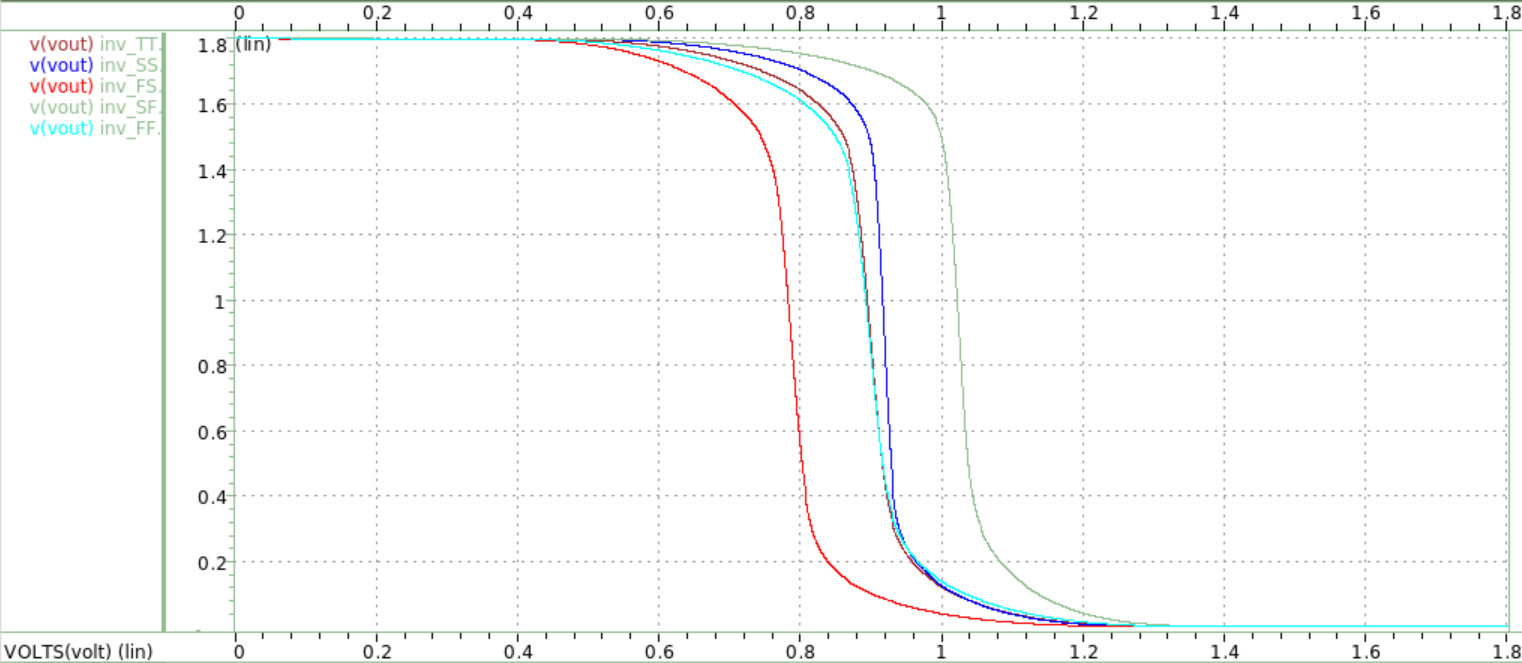 0 0.2 0.4 0.6 0.8 1 1.2 1.4 1.6 1.8
v(vout) inv_TT.
v(vout) inv_SS.
v(vout) inv_FS.
v(vout) inv_SF.
v(vout) inv_FF.
1.8 (lin)
1.6
1.4
1.2
1
0.8
0.6
0.4
0.2
VOLTS(volt) (lin) 0 0.2 0.4 0.6 0.8 1 1.2 1.4 1.6 1.8